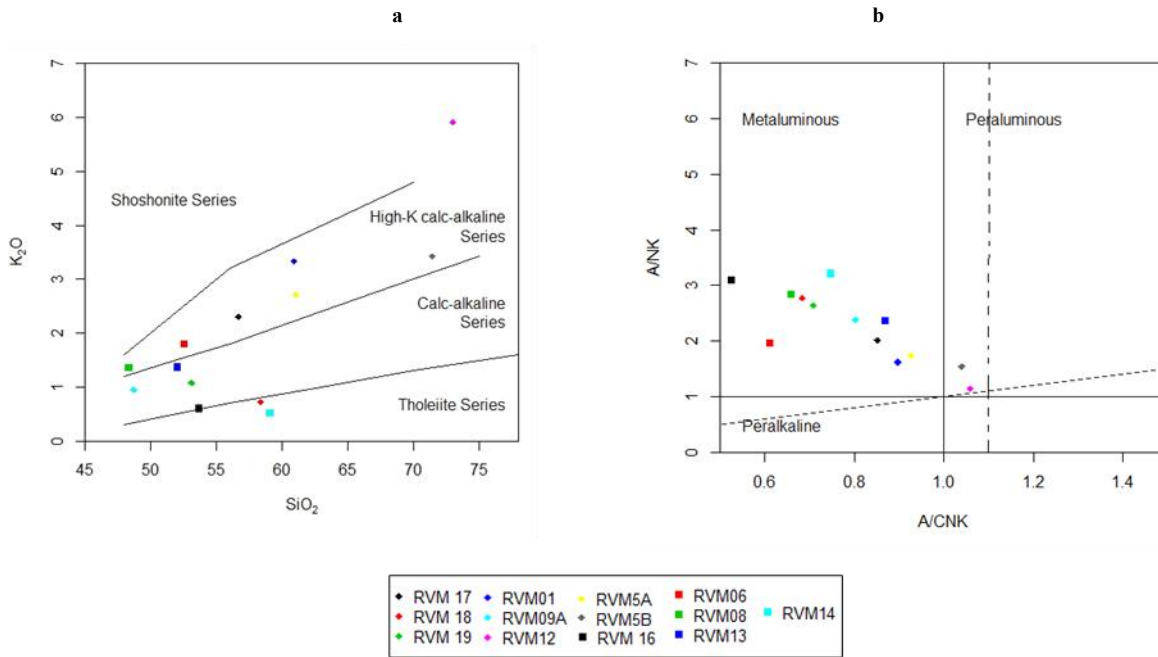 a
7
6
5
4
3
2
1
0
K₂O
Shoshonite Series
High-K calc-alkaline
Series
Calc-alkaline
Series
Tholeiite Series
45 50 55 60 65 70 75
SiO₂
b
7
6
5
4
3
2
1
0
A/NK
Metaluminous
Peraluminous
Peralkaline
0.6 0.8 1.0 1.2 1.4
A/CNK
RVM 17
RVM 18
RVM 19
RVM01
RVM09A
RVM12
RVM5A
RVM5B
RVM 16
RVM06
RVM08
RVM13
RVM14